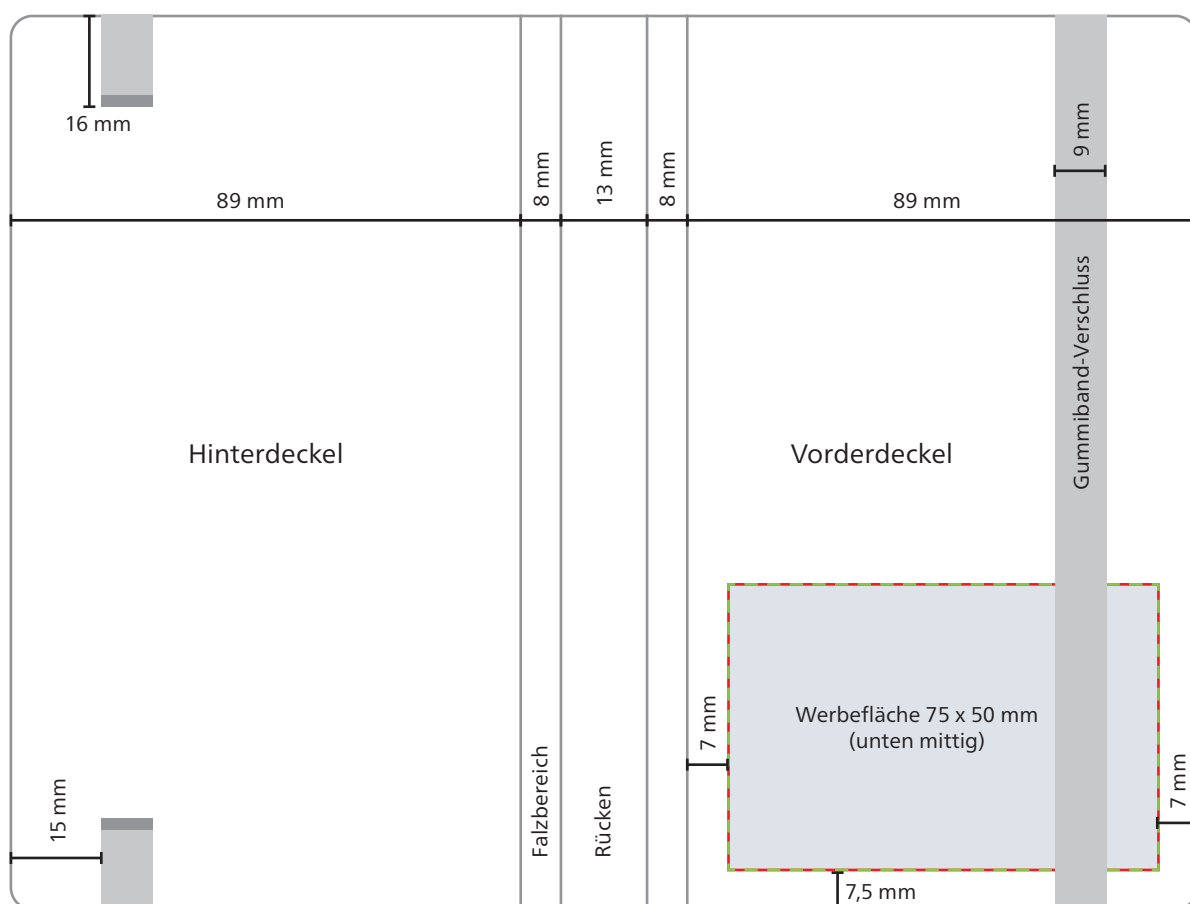 16 mm
89 mm
8 mm
13 mm
8 mm
89 mm
9 mm
Gummiband-Verschluss
Hinterdeckel
Vorderdeckel
Werbefläche 75 x 50 mm
(unten mittig)
7 mm
7 mm
15 mm
Falzbereich
Rücken
7,5 mm